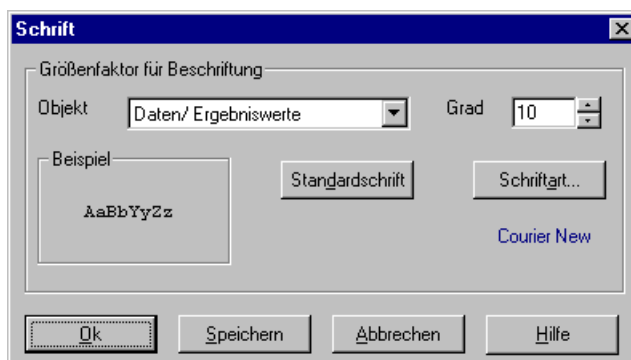 Schrift
Größenfaktor für Beschriftung
Objekt Daten/ Ergebniswerte Grad 10
Beispiel
AaBbYyZz
Standardschrift Schriftart...
Courier New
Ok Speichern Abbrechen Hilfe